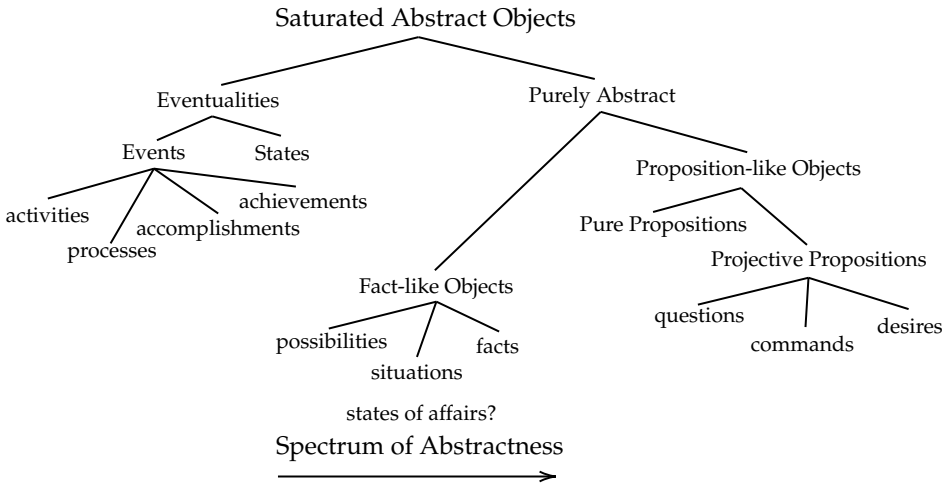 Saturated Abstract Objects
Eventualities
Purely Abstract
Events
States
Proposition-like Objects
achievements
activities
accomplishments
Pure Propositions
processes
Projective Propositions
Fact-like Objects
questions
desires
possibilities
facts
commands
situations
states of affairs?
Spectrum of Abstractness